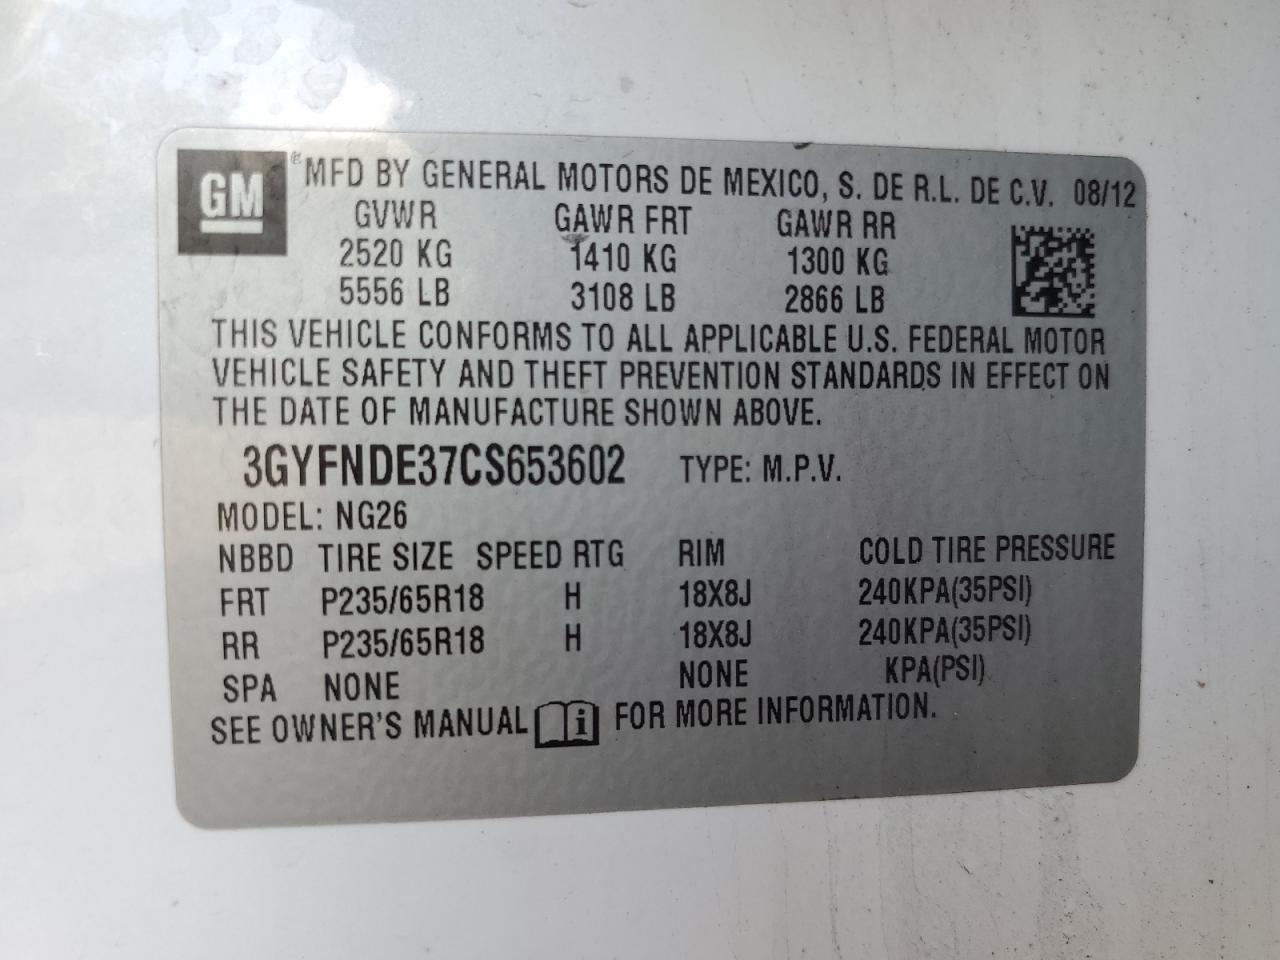 GM
® MFD BY GENERAL MOTORS DE MEXICO, S. DE R.L. DE C.V. 08/12
GVWR GAWR FRT GAWR RR
2520 KG 1410 KG 1300 KG
5556 LB 3108 LB 2866 LB
THIS VEHICLE CONFORMS TO ALL APPLICABLE U.S. FEDERAL MOTOR
VEHICLE SAFETY AND THEFT PREVENTION STANDARDS IN EFFECT ON
THE DATE OF MANUFACTURE SHOWN ABOVE.
3GYFNDE37CS653602 TYPE: M.P.V.
MODEL: NG26
NBBD TIRE SIZE SPEED RTG RIM COLD TIRE PRESSURE
FRT P235/65R18 H 18X8J 240KPA(35PSI)
RR P235/65R18 H 18X8J 240KPA(35PSI)
SPA NONE NONE KPA(PSI)
SEE OWNER'S MANUAL i FOR MORE INFORMATION.